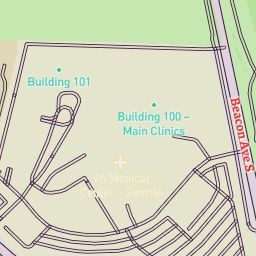 Building 101
Building 100 –
Main Clinics
Beacon Ave S
VA Medical
Center – Seattle